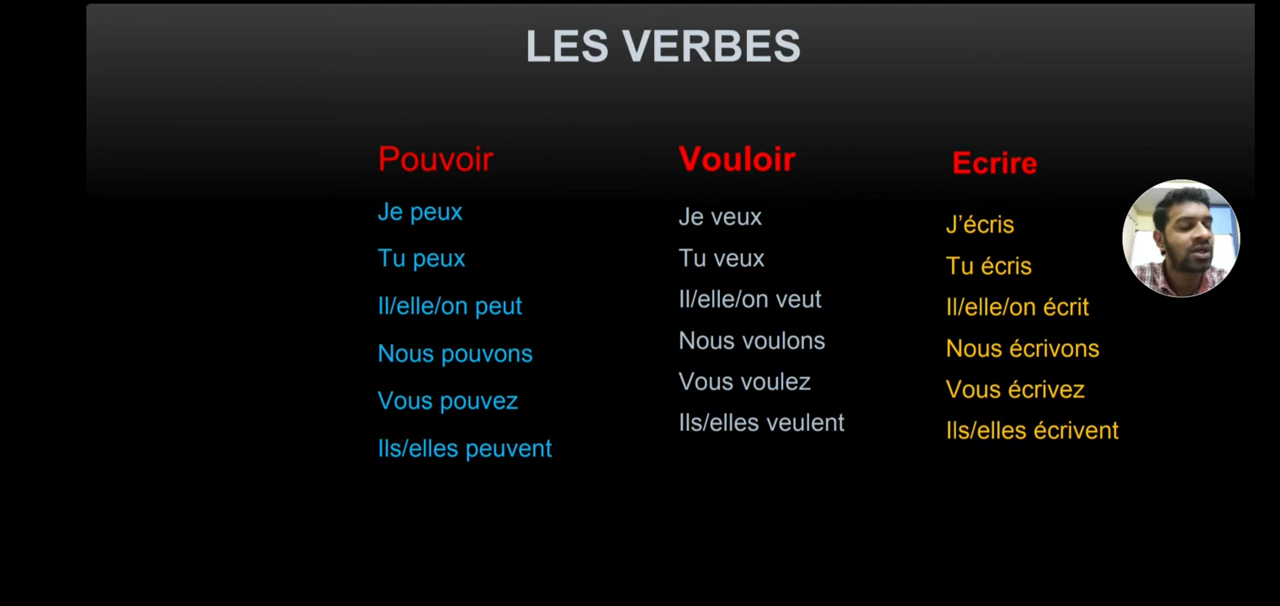 LES VERBES
Pouvoir
Je peux
Tu peux
Il/elle/on peut
Nous pouvons
Vous pouvez
Ils/elles peuvent
Vouloir
Je veux
Tu veux
Il/elle/on veut
Nous voulons
Vous voulez
Ils/elles veulent
Ecrire
J’écris
Tu écris
Il/elle/on écrit
Nous écrivons
Vous écrivez
Ils/elles écrivent